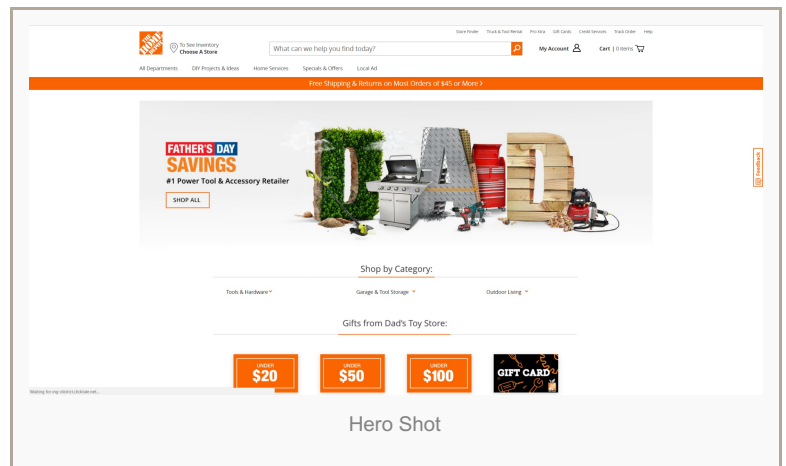 Store Finder Truck & Tool Rental Pro Xtra Gift Cards Credit Services Track Order Help
THE HOME DEPOT
To See Inventory
Choose A Store
What can we help you find today?
My Account
Cart | 0 items
All Departments DIY Projects & Ideas Home Services Specials & Offers Local Ad
Free Shipping & Returns on Most Orders of $45 or More >
FATHER'S DAY
SAVINGS
#1 Power Tool & Accessory Retailer
SHOP ALL
DAD
Feedback
Shop by Category:
Tools & Hardware Garage & Tool Storage Outdoor Living
Gifts from Dad's Toy Store:
UNDER
$20
UNDER
$50
UNDER
$100
GIFT CARD
Hero Shot